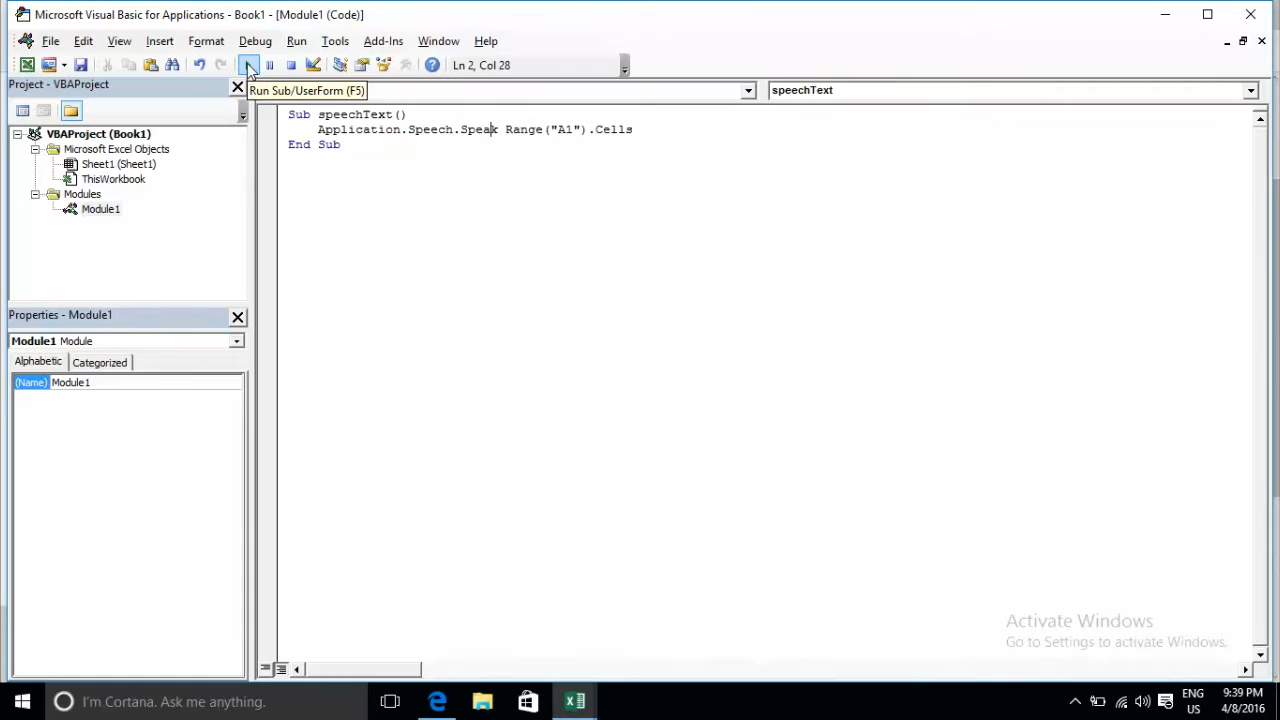 Microsoft Visual Basic for Applications - Book1 - [Module1 (Code)]
File Edit View Insert Format Debug Run Tools Add-Ins Window Help
Ln 2, Col 28
Project - VBAProject
Run Sub/UserForm (F5)
speechText
VBAProject (Book1)
Microsoft Excel Objects
Sheet1 (Sheet1)
ThisWorkbook
Modules
Module1
Sub speechText()
Application.Speech.Speak Range("A1").Cells
End Sub
Properties - Module1
Module1 Module
Alphabetic Categorized
(Name) Module1
Activate Windows
Go to Settings to activate Windows.
I'm Cortana. Ask me anything.
ENG
US
9:39 PM
4/8/2016